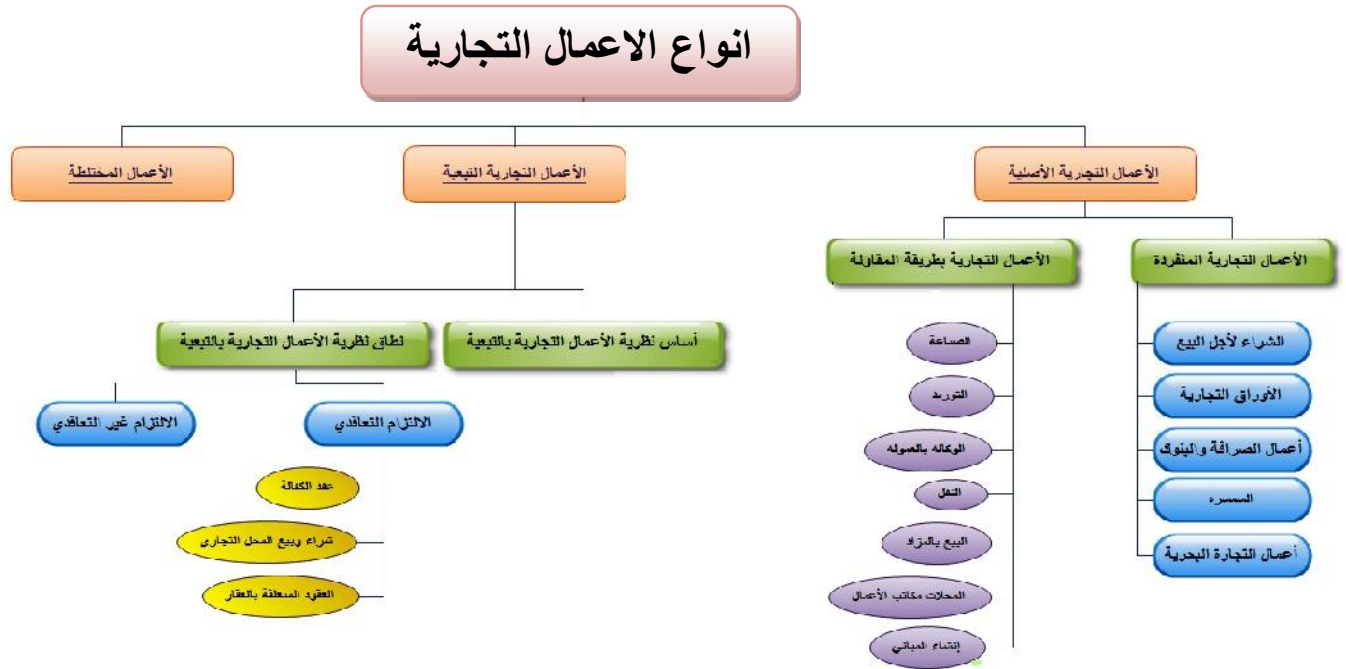 انواع الاعمال التجارية
الأعمال التجارية الأصلية
الأعمال التجارية التبعية
الأعمال المختلطة
الأعمال التجارية المنفردة
الأعمال التجارية بطريقة المقاولة
الشراء لأجل البيع
الأوراق التجارية
أعمال الصرافة والبنوك
السمسره
أعمال التجارة البحرية
الصناعة
التوريد
الوكاله بالعموله
النقل
البيع بالمزاد
المحلات مكاتب الأعمال
إنشاء المباني
أساس نظرية الأعمال التجارية بالتبعية
نطاق نظرية الأعمال التجارية بالتبعية
الالتزام التعاقدي
الالتزام غير التعاقدي
عقد الكفالة
شراء وبيع المحل التجاري
العقود المتعلقة بالعقار